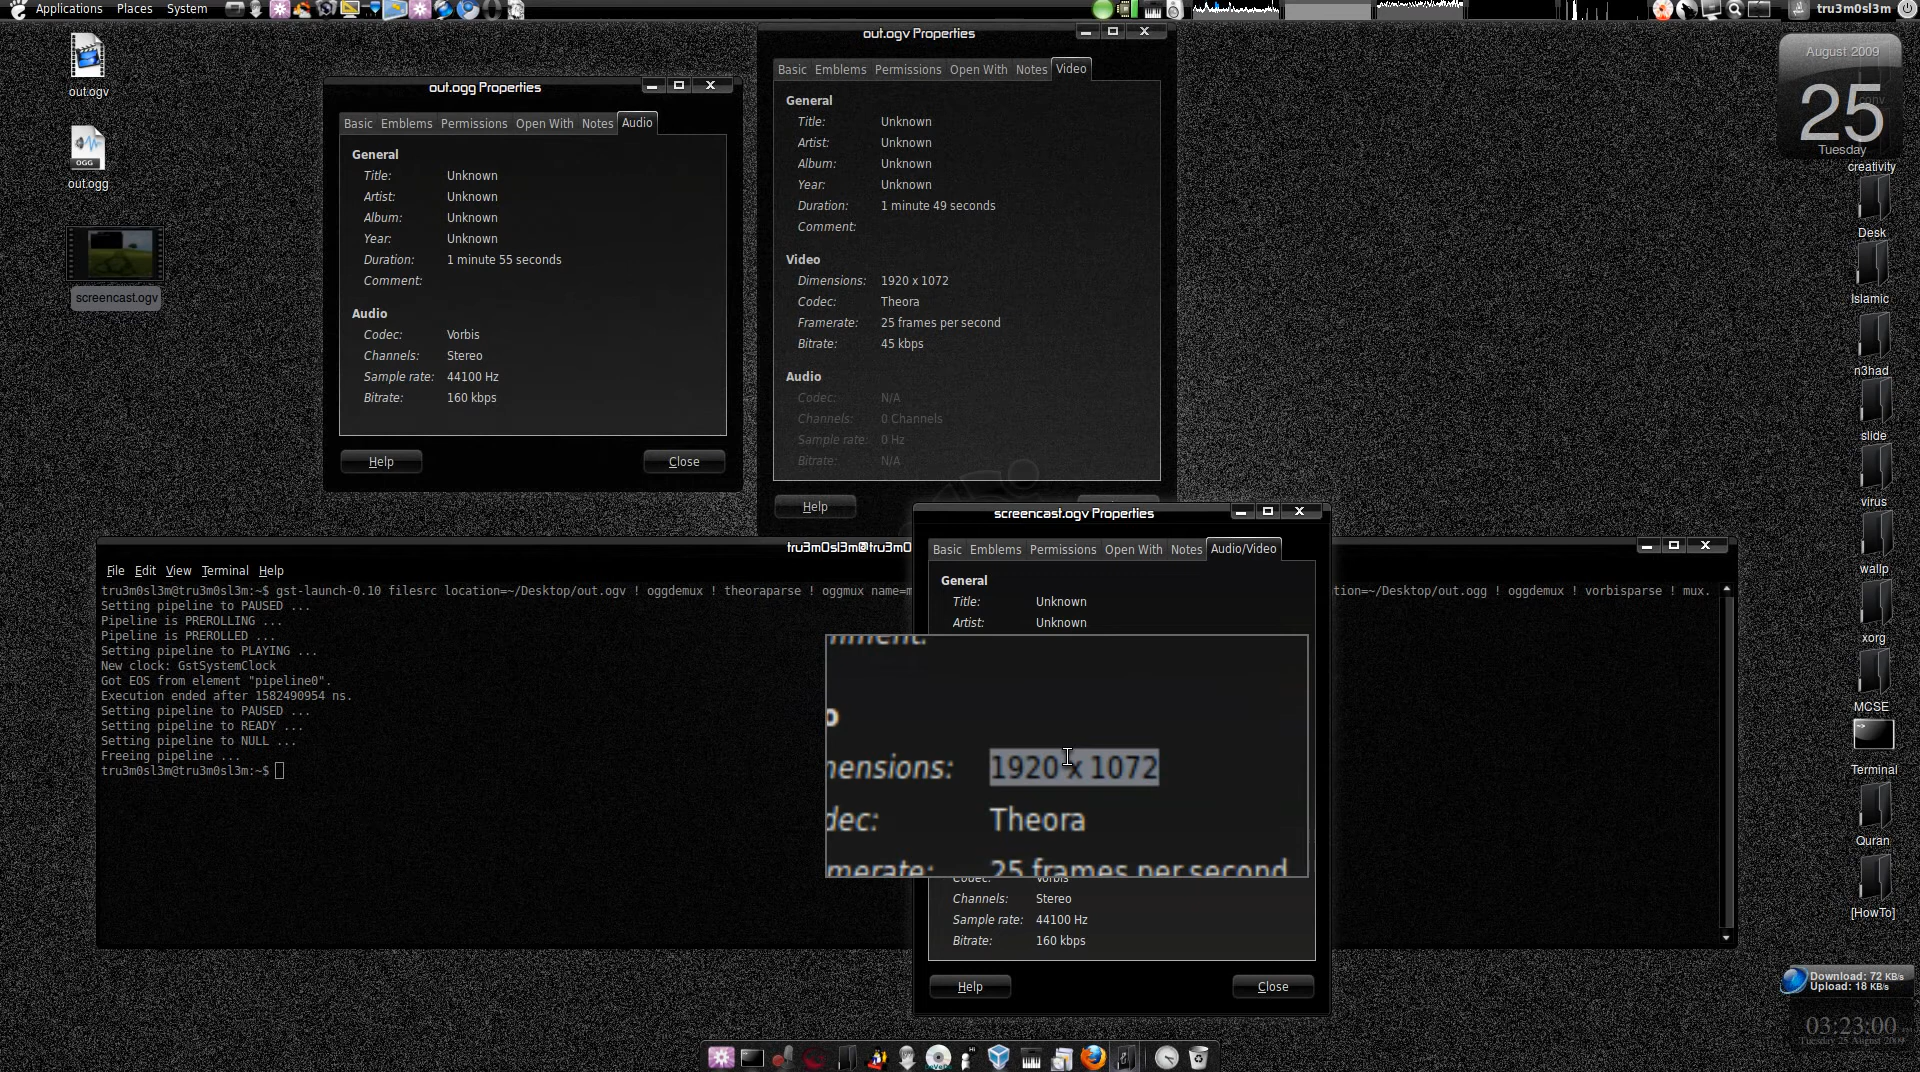 Applications Places System
tru3m0sl3m
out.ogv
out.ogg
screencast.ogv
out.ogg Properties
Basic Emblems Permissions Open With Notes Audio
General
Title: Unknown
Artist: Unknown
Album: Unknown
Year: Unknown
Duration: 1 minute 55 seconds
Comment:
Audio
Codec: Vorbis
Channels: Stereo
Sample rate: 44100 Hz
Bitrate: 160 kbps
Help Close
out.ogv Properties
Basic Emblems Permissions Open With Notes Video
General
Title: Unknown
Artist: Unknown
Album: Unknown
Year: Unknown
Duration: 1 minute 49 seconds
Comment:
Video
Dimensions: 1920 x 1072
Codec: Theora
Framerate: 25 frames per second
Bitrate: 45 kbps
Audio
Codec: N/A
Channels: 0 Channels
Sample rate: 0 Hz
Bitrate: N/A
Help
tru3m0sl3m@tru3m0
File Edit View Terminal Help
tru3m0sl3m@tru3m0sl3m:~$ gst-launch-0.10 filesrc location=~/Desktop/out.ogv ! oggdemux ! theoraparse ! oggmux name=m
tion=~/Desktop/out.ogg ! oggdemux ! vorbisparse ! mux.
Setting pipeline to PAUSED ...
Pipeline is PREROLLING ...
Pipeline is PREROLLED ...
Setting pipeline to PLAYING ...
New clock: GstSystemClock
Got EOS from element "pipeline0".
Execution ended after 1582490954 ns.
Setting pipeline to PAUSED ...
Setting pipeline to READY ...
Setting pipeline to NULL ...
Freeing pipeline ...
tru3m0sl3m@tru3m0sl3m:~$
screencast.ogv Properties
Basic Emblems Permissions Open With Notes Audio/Video
General
Title: Unknown
Artist: Unknown
mment:
o
nensions: 1920 x 1072
dec: Theora
merate: 25 frames per second
Codec: Vorbis
Channels: Stereo
Sample rate: 44100 Hz
Bitrate: 160 kbps
Help Close
August 2009
25
Tuesday
creativity
Desk
Islamic
n3had
slide
virus
wallp
xorg
MCSE
Terminal
Quran
[HowTo]
Download: 72 KB/s
Upload: 18 KB/s
03:23:00
Tuesday 25 August 2009